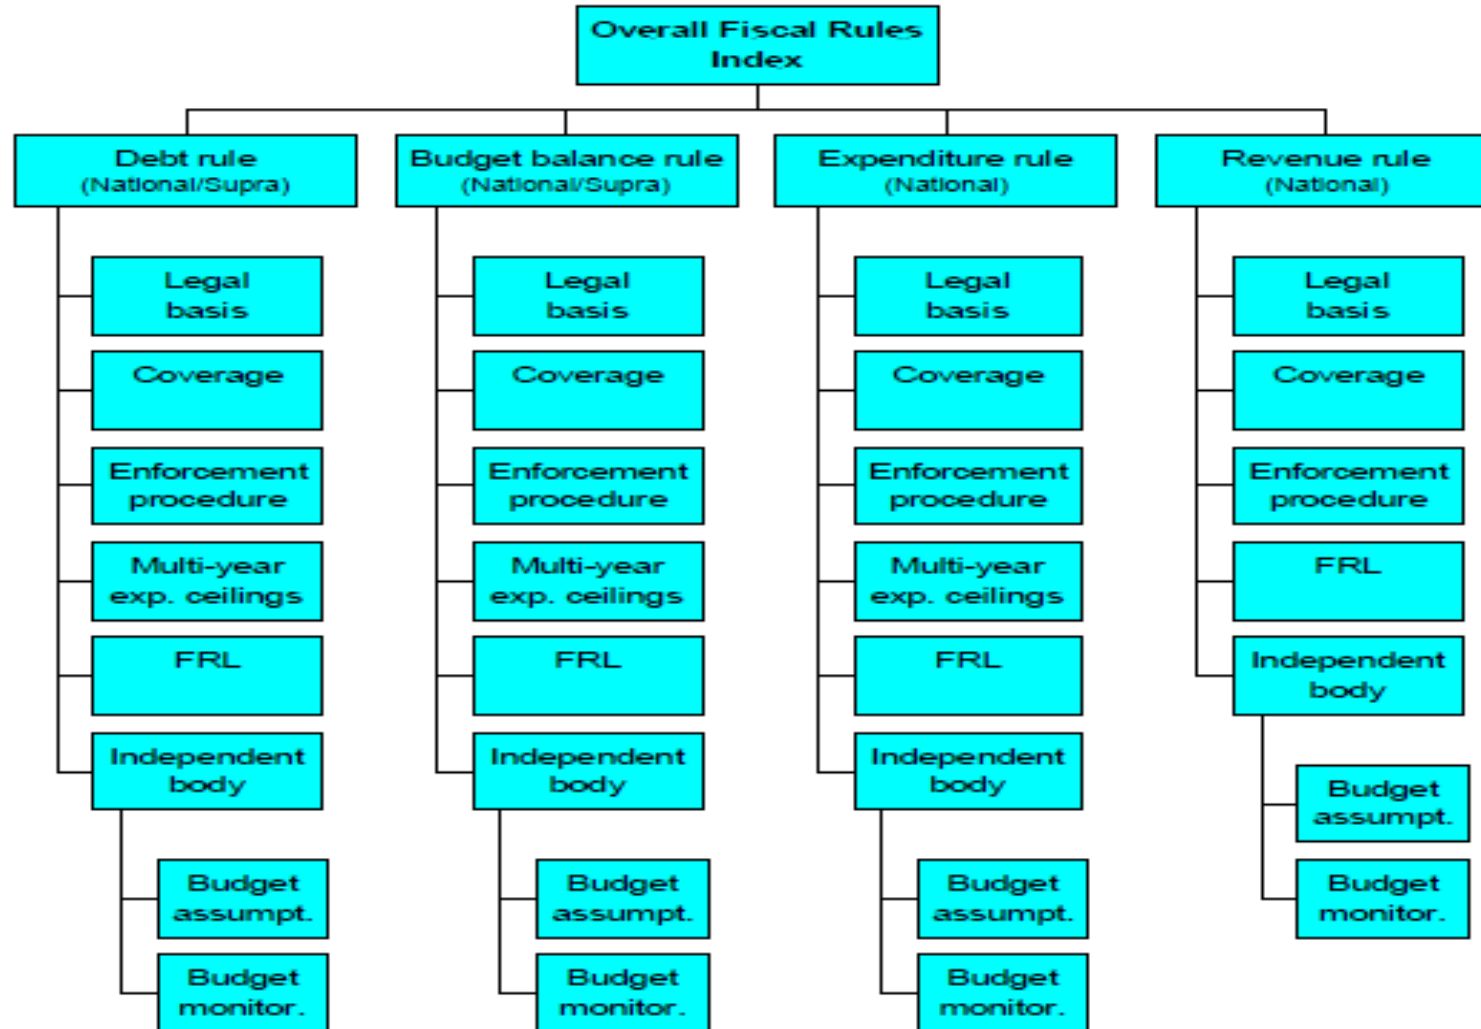 Overall Fiscal Rules
Index
Debt rule
(National/Supra)
Legal
basis
Coverage
Enforcement
procedure
Multi-year
exp. ceilings
FRL
Independent
body
Budget
assumpt.
Budget
monitor.
Budget balance rule
(National/Supra)
Legal
basis
Coverage
Enforcement
procedure
Multi-year
exp. ceilings
FRL
Independent
body
Budget
assumpt.
Budget
monitor.
Expenditure rule
(National)
Legal
basis
Coverage
Enforcement
procedure
Multi-year
exp. ceilings
FRL
Independent
body
Budget
assumpt.
Budget
monitor.
Revenue rule
(National)
Legal
basis
Coverage
Enforcement
procedure
FRL
Independent
body
Budget
assumpt.
Budget
monitor.